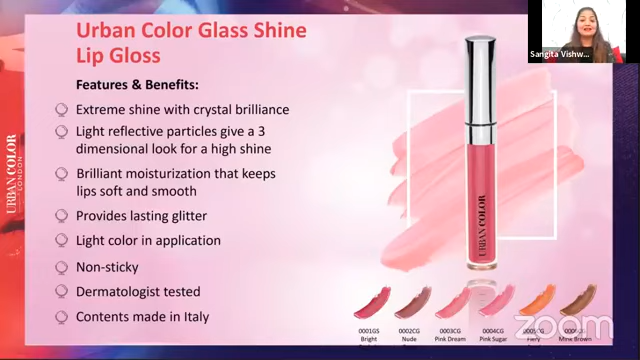 Urban Color Glass Shine
Lip Gloss
Sangita Vishw...
Features & Benefits:
Extreme shine with crystal brilliance
Light reflective particles give a 3
dimensional look for a high shine
Brilliant moisturization that keeps
lips soft and smooth
Provides lasting glitter
Light color in application
Non-sticky
Dermatologist tested
Contents made in Italy
URBAN COLOR
LONDON
URBAN COLOR
0001GS 0002CG 0003CG 0004CG
Bright Nude Pink Dream Pink Sugar Fiery Mine Brown
zoom